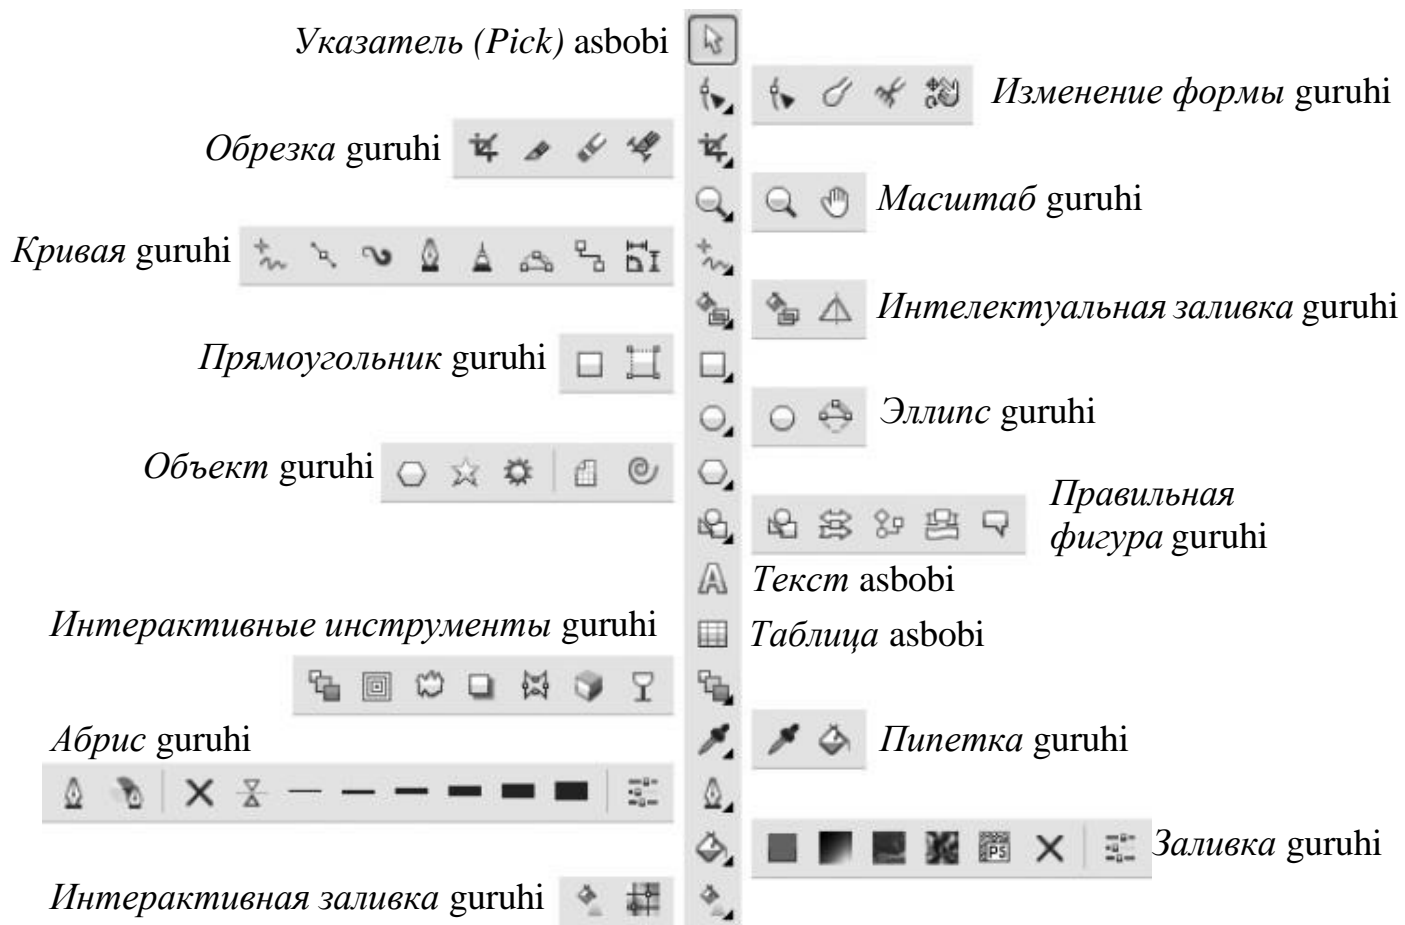 Указатель (Pick) asbobi
Изменение формы guruhi
Обрезка guruhi
Масштаб guruhi
Кривая guruhi
Интелектуальная заливка guruhi
Прямоугольник guruhi
Эллипс guruhi
Объект guruhi
Правильная
фигура guruhi
Текст asbobi
Интерактивные инструменты guruhi
Таблица asbobi
Абрис guruhi
Пипетка guruhi
PS
Заливка guruhi
Интерактивная заливка guruhi